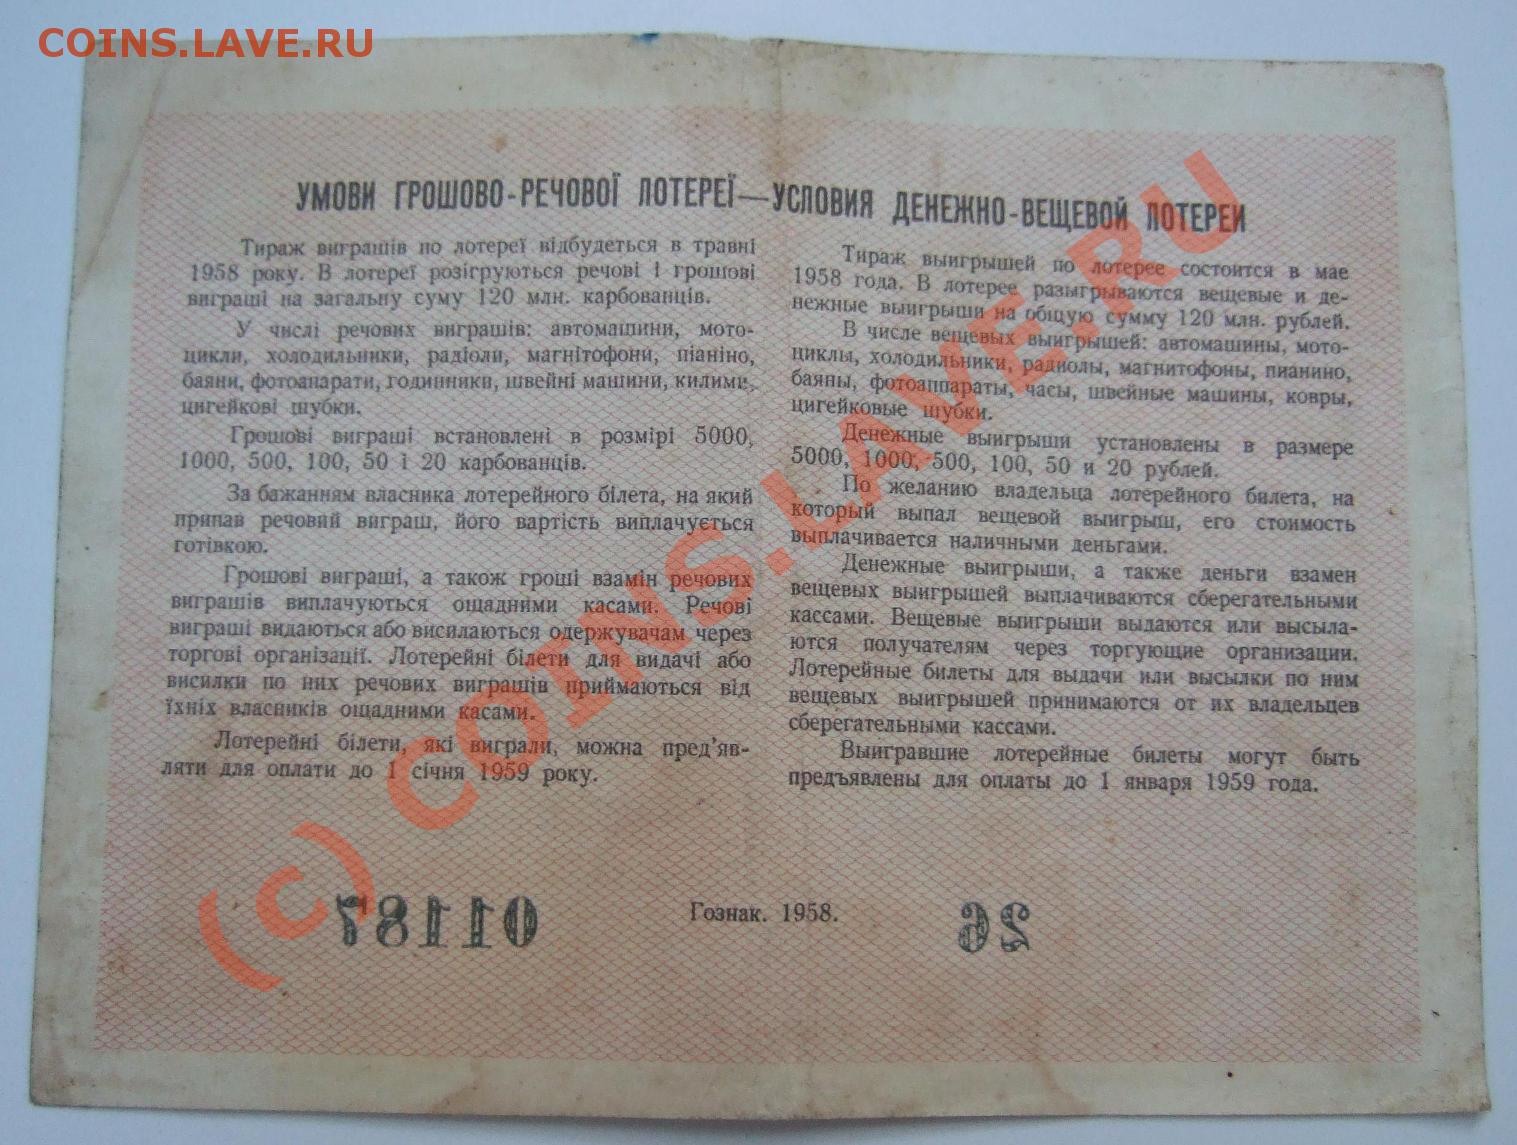 COINS.LAVE.RU
УМОВИ ГРОШОВО-РЕЧОВОЇ ЛОТЕРЕЇ—УСЛОВИЯ ДЕНЕЖНО-ВЕЩЕВОЙ ЛОТЕРЕИ
Тираж виграшів по лотереї відбудеться в травні
1958 року. В лотереї розігруються речові і грошові
виграші на загальну суму 120 млн. карбованців.
У числі речових виграшів: автомашини, мото-
цикли, холодильники, радіоли, магнітофони, піаніно,
баяни, фотоапарати, годинники, швейні машини, килими,
цигейкові шубки.
Грошові виграші встановлені в розмірі 5000,
1000, 500, 100, 50 і 20 карбованців.
За бажанням власника лотерейного білета, на який
припав речовий виграш, його вартість виплачується
готівкою.
Грошові виграші, а також гроші взамін речових
виграшів виплачуються ощадними касами. Речові
виграші видаються або висилаються одержувачам через
торгові організації. Лотерейні білети для видачі або
висилки по них речових виграшів приймаються від
їхніх власників ощадними касами.
Лотерейні білети, які виграли, можна пред'яв-
ляти для оплати до 1 січня 1959 року.
Тираж выигрышей по лотерее состоится в мае
1958 года. В лотерее разыгрываются вещевые и де-
нежные выигрыши на общую сумму 120 млн. рублей.
В числе вещевых выигрышей: автомашины, мото-
циклы, холодильники, радиолы, магнитофоны, пианино,
баяны, фотоаппараты, часы, швейные машины, ковры,
цигейковые шубки.
Денежные выигрыши установлены в размере
5000, 1000, 500, 100, 50 и 20 рублей.
По желанию владельца лотерейного билета, на
который выпал вещевой выигрыш, его стоимость
выплачивается наличными деньгами.
Денежные выигрыши, а также деньги взамен
вещевых выигрышей выплачиваются сберегательными
кассами. Вещевые выигрыши выдаются или высыла-
ются получателям через торгующие организации.
Лотерейные билеты для выдачи или высылки по ним
вещевых выигрышей принимаются от их владельцев
сберегательными кассами.
Выигравшие лотерейные билеты могут быть
предъявлены для оплаты до 1 января 1959 года.
(c) COINS.LAVE.RU
01187
Гознак. 1958.
26